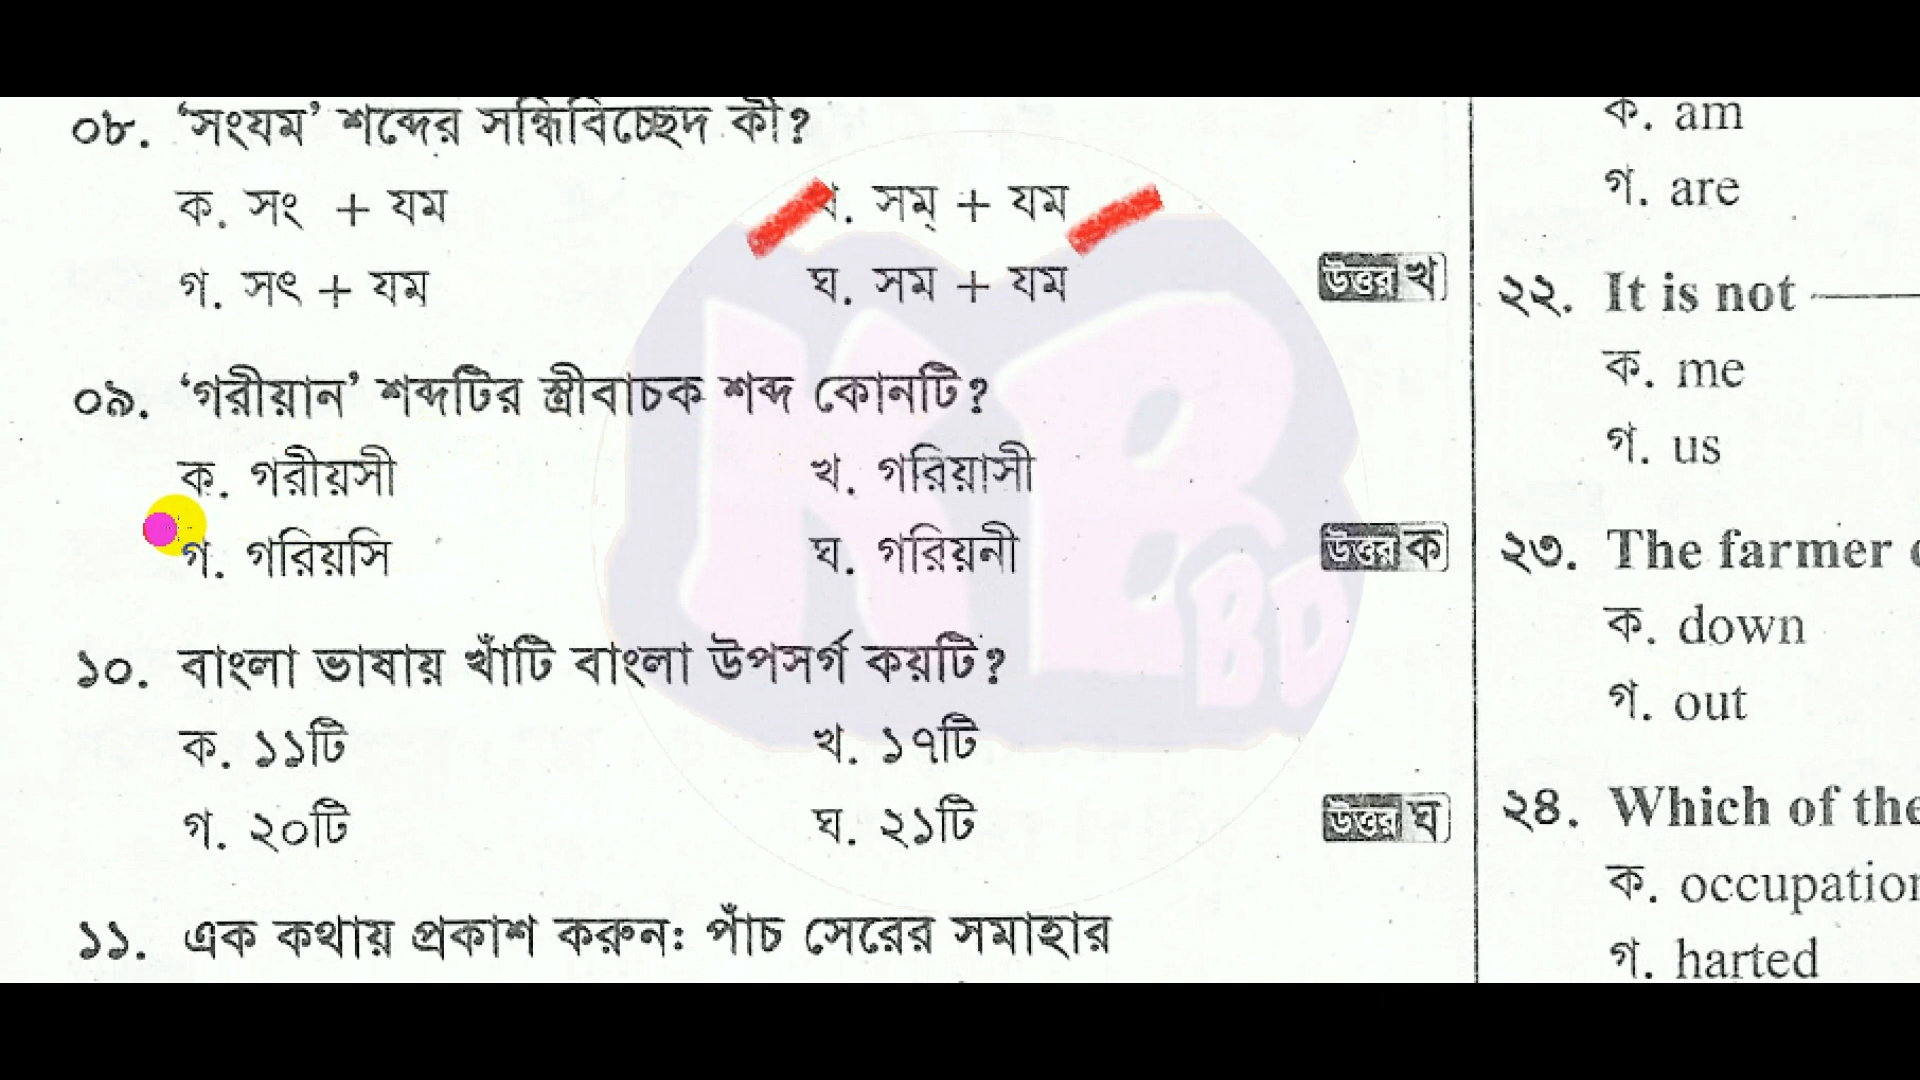 ০৮. ‘সংযম’ শব্দের সন্ধিবিচ্ছেদ কী?
ক. সং + যম
খ. সম্ + যম
গ. সৎ + যম
ঘ. সম + যম
উত্তর খ
০৯. ‘গরীয়ান’ শব্দটির স্ত্রীবাচক শব্দ কোনটি?
ক. গরীয়সী
খ. গরিয়াসী
গ. গরিয়সি
ঘ. গরিয়নী
উত্তর ক
১০. বাংলা ভাষায় খাঁটি বাংলা উপসর্গ কয়টি?
ক. ১১টি
খ. ১৭টি
গ. ২০টি
ঘ. ২১টি
উত্তর ঘ
১১. এক কথায় প্রকাশ করুনঃ পাঁচ সেরের সমাহার
ক. am
গ. are
২২. It is not
ক. me
গ. us
২৩. The farmer
ক. down
গ. out
২৪. Which of the
ক. occupation
গ. harted
KB
BD